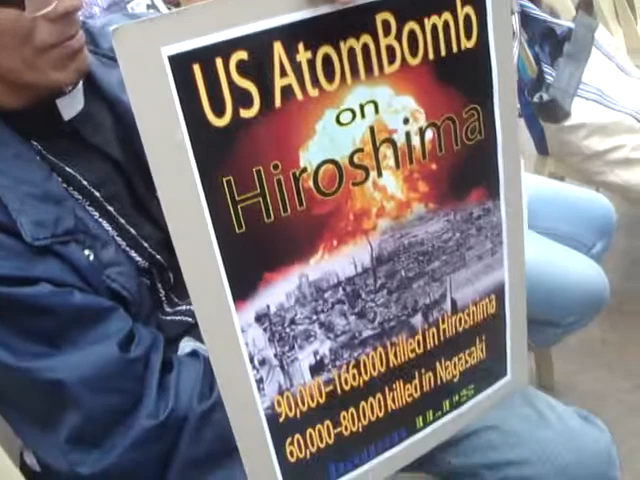 US AtomBomb
on
Hiroshima
90,000–166,000 killed in Hiroshima
60,000–80,000 killed in Nagasaki